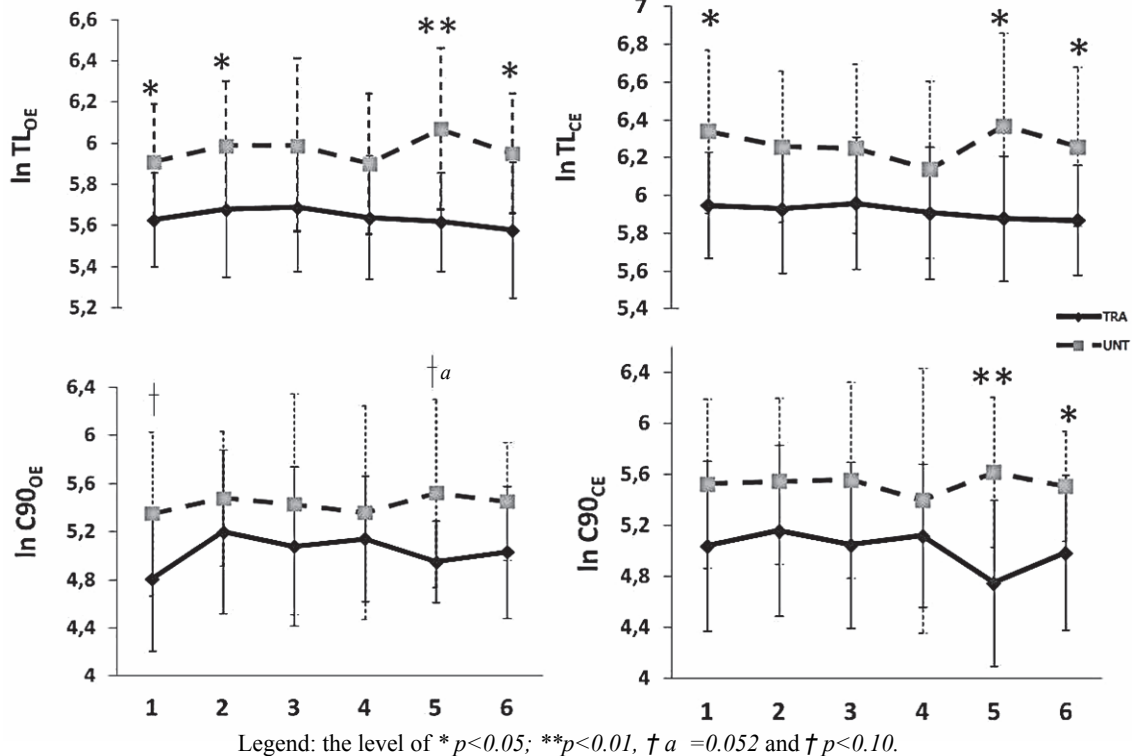 6,6
6,4
6,2
6
5,8
5,6
5,4
5,2
ln TL_OE
* * ** *
7
6,8
6,6
6,4
6,2
6
5,8
5,6
5,4
ln TL_CE
* * *
TRA
UNT
6,4
6
5,6
5,2
4,8
4,4
4
ln C90_OE
† †a
1 2 3 4 5 6
6,4
6
5,6
5,2
4,8
4,4
4
ln C90_CE
** *
1 2 3 4 5 6
Legend: the level of * p<0.05; **p<0.01, † a =0.052 and † p<0.10.